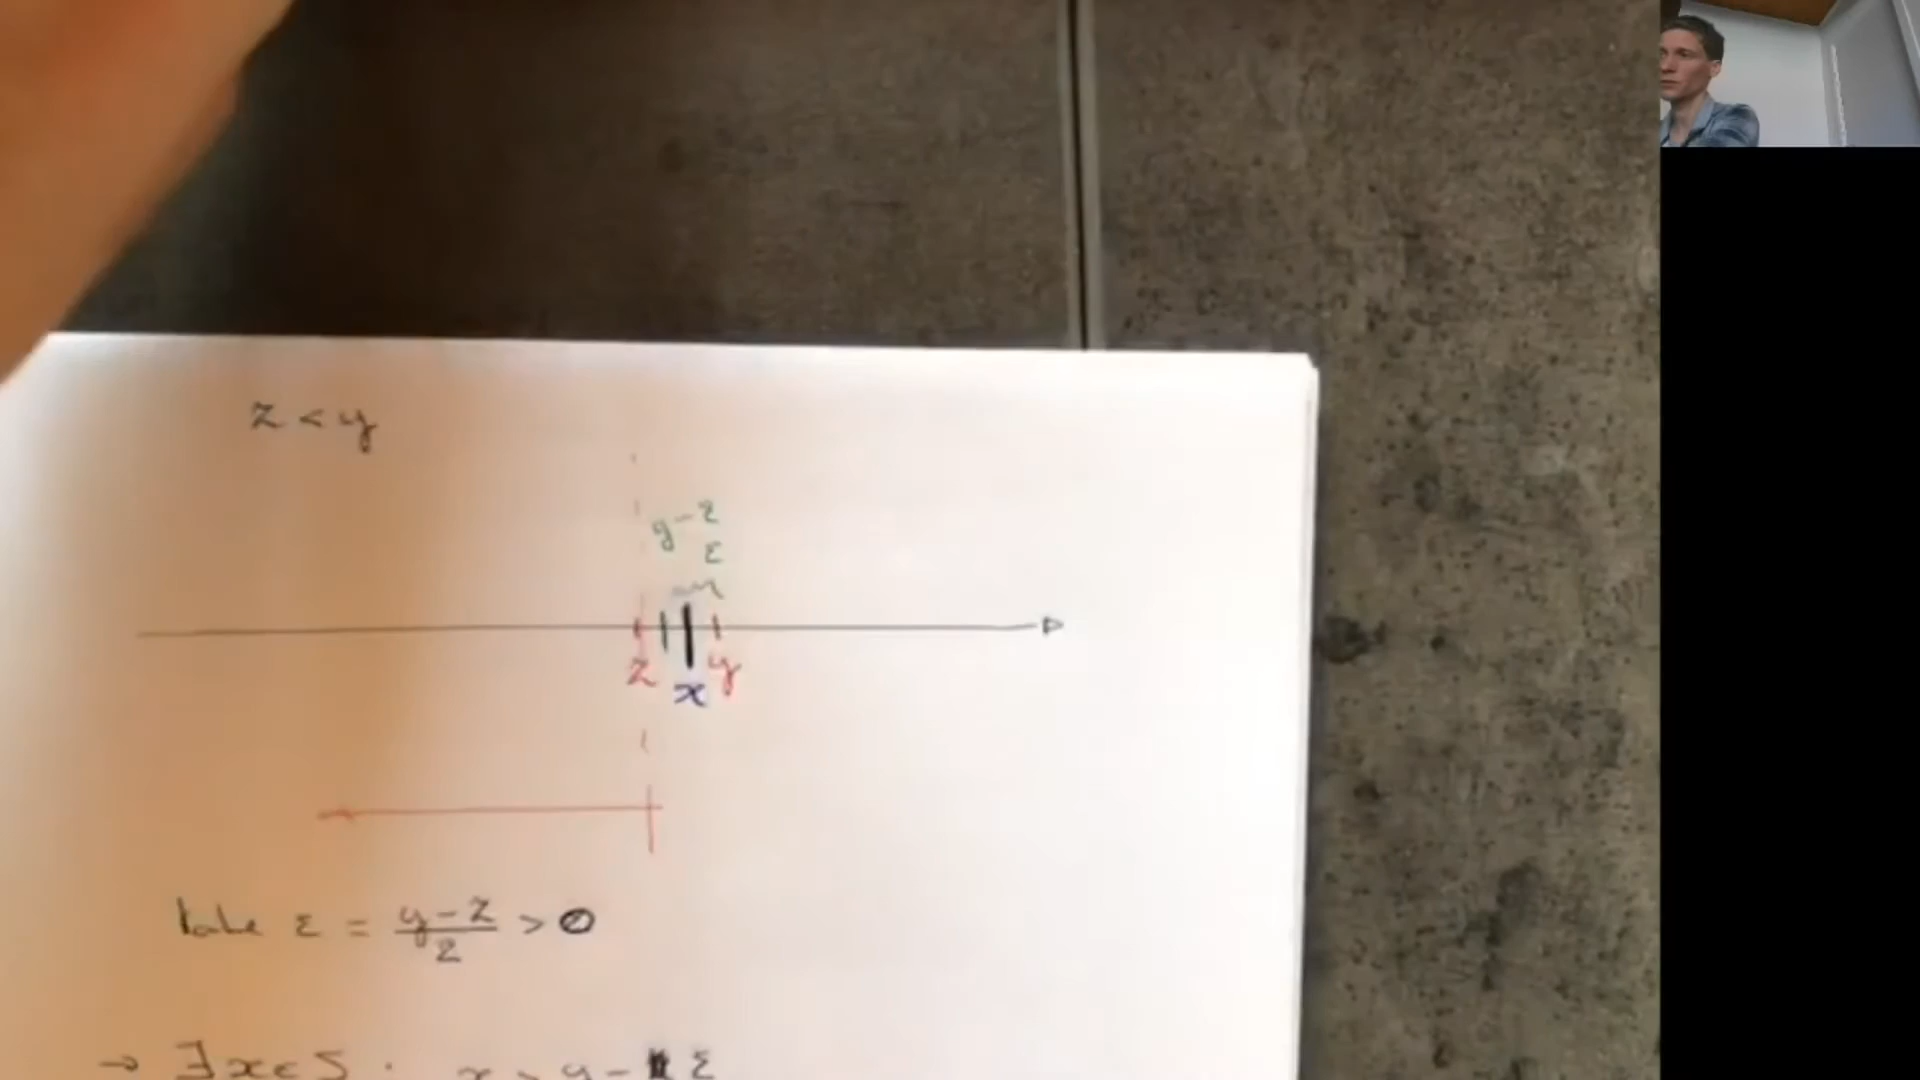 z < y
y - z
ε
z x y
take ε = (y - z)/2 > 0
→ ∃ x ∈ S : x > y - ε